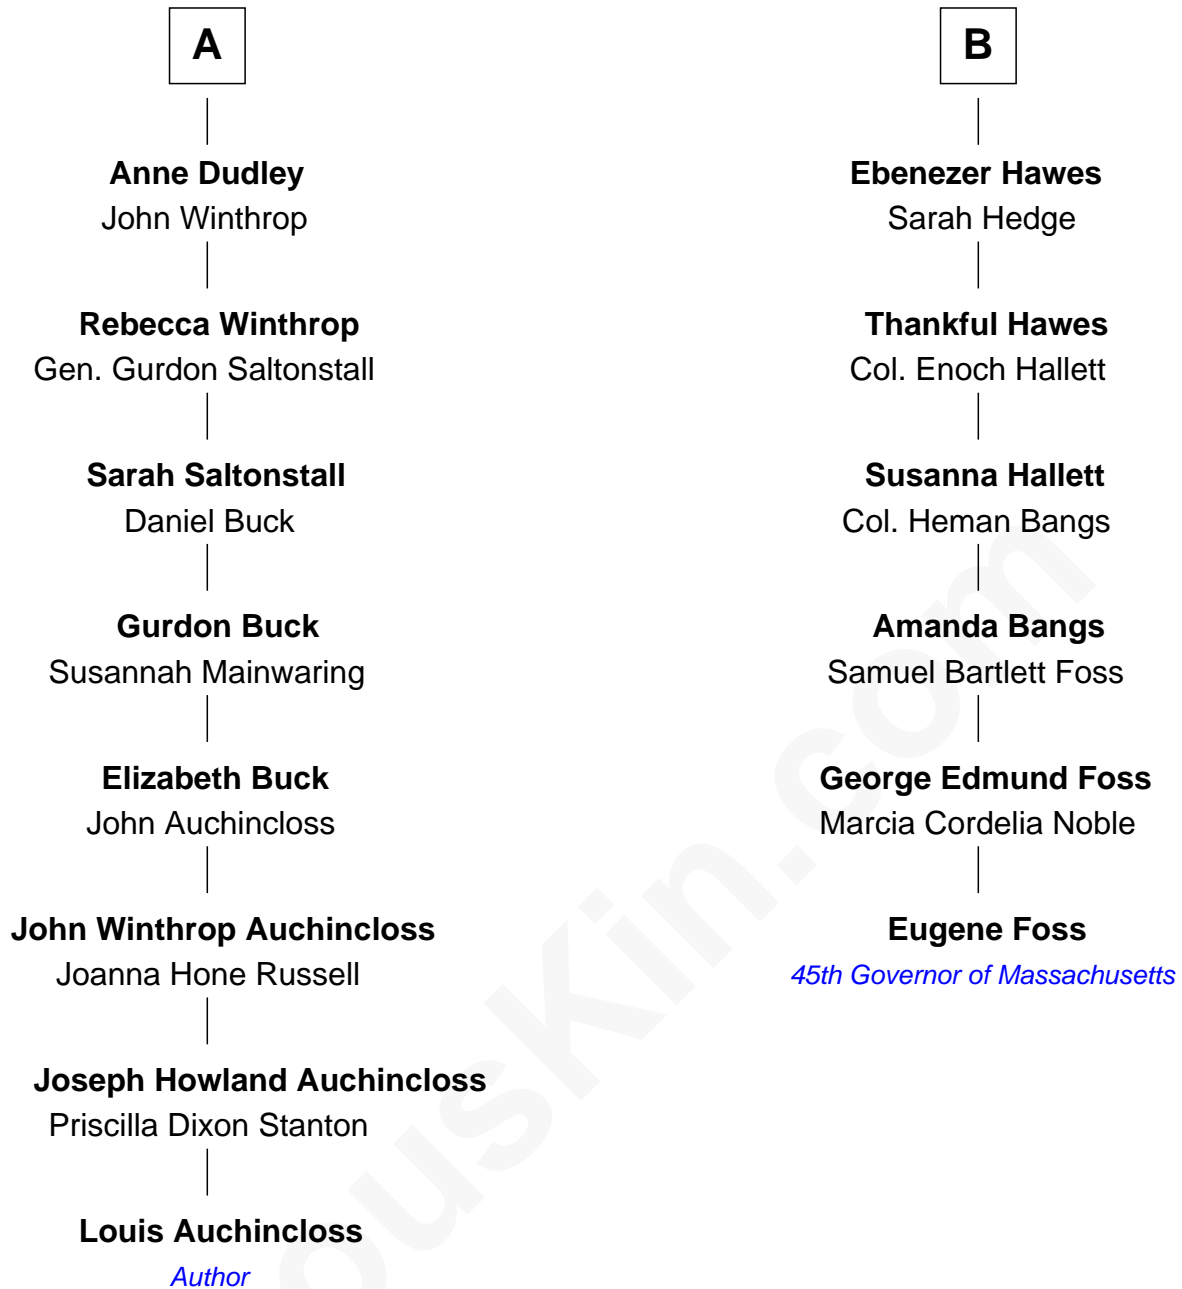 A
Anne Dudley
John Winthrop
Rebecca Winthrop
Gen. Gurdon Saltonstall
Sarah Saltonstall
Daniel Buck
Gurdon Buck
Susannah Mainwaring
Elizabeth Buck
John Auchincloss
John Winthrop Auchincloss
Joanna Hone Russell
Joseph Howland Auchincloss
Priscilla Dixon Stanton
Louis Auchincloss
Author
B
Ebenezer Hawes
Sarah Hedge
Thankful Hawes
Col. Enoch Hallett
Susanna Hallett
Col. Heman Bangs
Amanda Bangs
Samuel Bartlett Foss
George Edmund Foss
Marcia Cordelia Noble
Eugene Foss
45th Governor of Massachusetts
ousKin.com